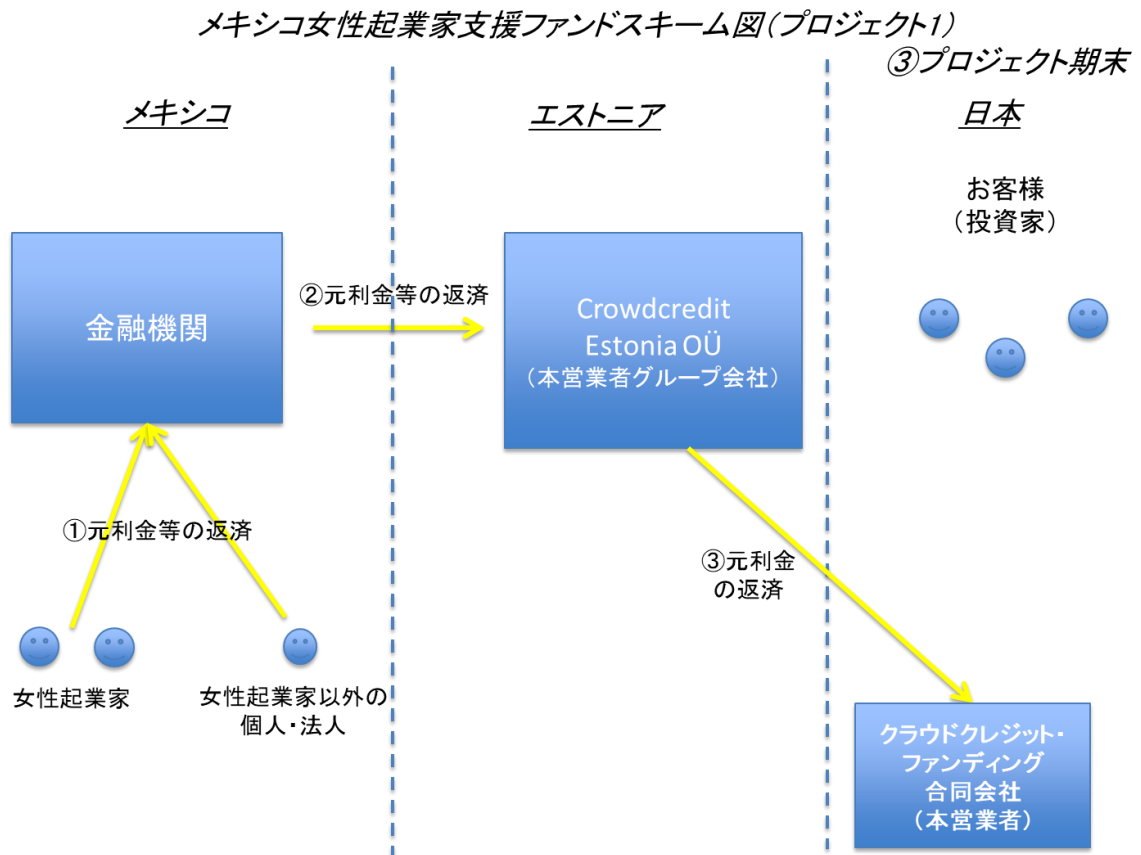 メキシコ女性起業家支援ファンドスキーム図(プロジェクト1)
③プロジェクト期末
メキシコ
エストニア
日本
お客様
（投資家）
金融機関
②元利金等の返済
Crowdcredit
Estonia OÜ
（本営業者グループ会社）
①元利金等の返済
③元利金
の返済
女性起業家
女性起業家以外の
個人・法人
クラウドクレジット・
ファンディング
合同会社
（本営業者）